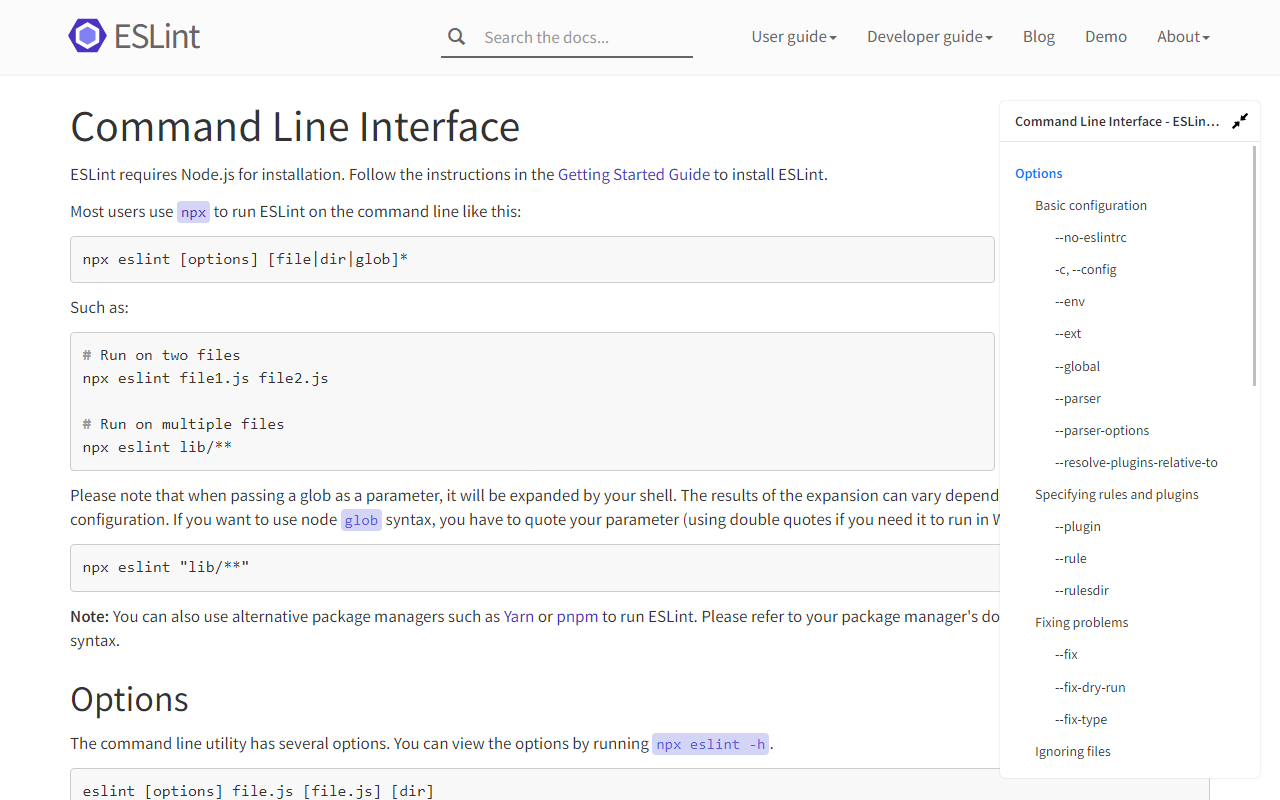 ESLint
Search the docs...
User guide
Developer guide
Blog
Demo
About
Command Line Interface
ESLint requires Node.js for installation. Follow the instructions in the Getting Started Guide to install ESLint.
Most users use npx to run ESLint on the command line like this:
npx eslint [options] [file|dir|glob]*
Such as:
# Run on two files
npx eslint file1.js file2.js
# Run on multiple files
npx eslint lib/**
Please note that when passing a glob as a parameter, it will be expanded by your shell. The results of the expansion can vary depend
configuration. If you want to use node glob syntax, you have to quote your parameter (using double quotes if you need it to run in W
npx eslint "lib/**"
Note: You can also use alternative package managers such as Yarn or pnpm to run ESLint. Please refer to your package manager's do
syntax.
Options
The command line utility has several options. You can view the options by running npx eslint -h.
eslint [options] file.js [file.js] [dir]
Command Line Interface - ESLin...
Options
Basic configuration
--no-eslintrc
-c, --config
--env
--ext
--global
--parser
--parser-options
--resolve-plugins-relative-to
Specifying rules and plugins
--plugin
--rule
--rulesdir
Fixing problems
--fix
--fix-dry-run
--fix-type
Ignoring files